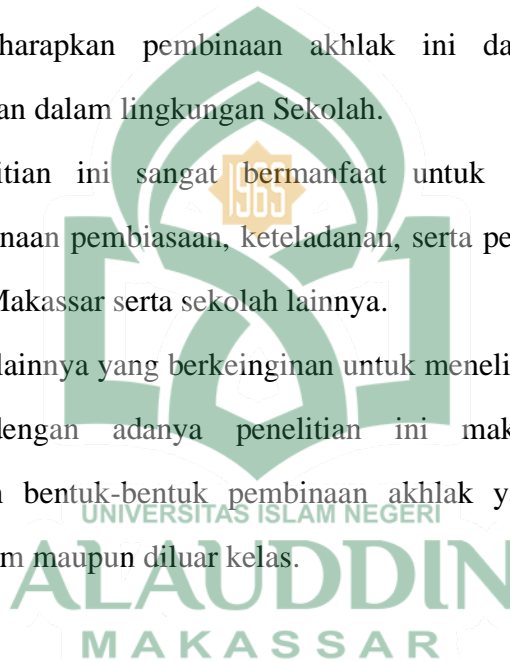 harapkan pembinaan akhlak ini da
an dalam lingkungan Sekolah.
itian ini sangat bermanfaat untuk
1965
naan pembiasaan, keteladanan, serta pe
Makassar serta sekolah lainnya.
lainnya yang berkeinginan untuk meneli
dengan adanya penelitian ini mak
n bentuk-bentuk pembinaan akhlak y
UNIVERSITAS ISLAM NEGERI
m maupun diluar kelas.
ALAUDDIN
MAKASSAR